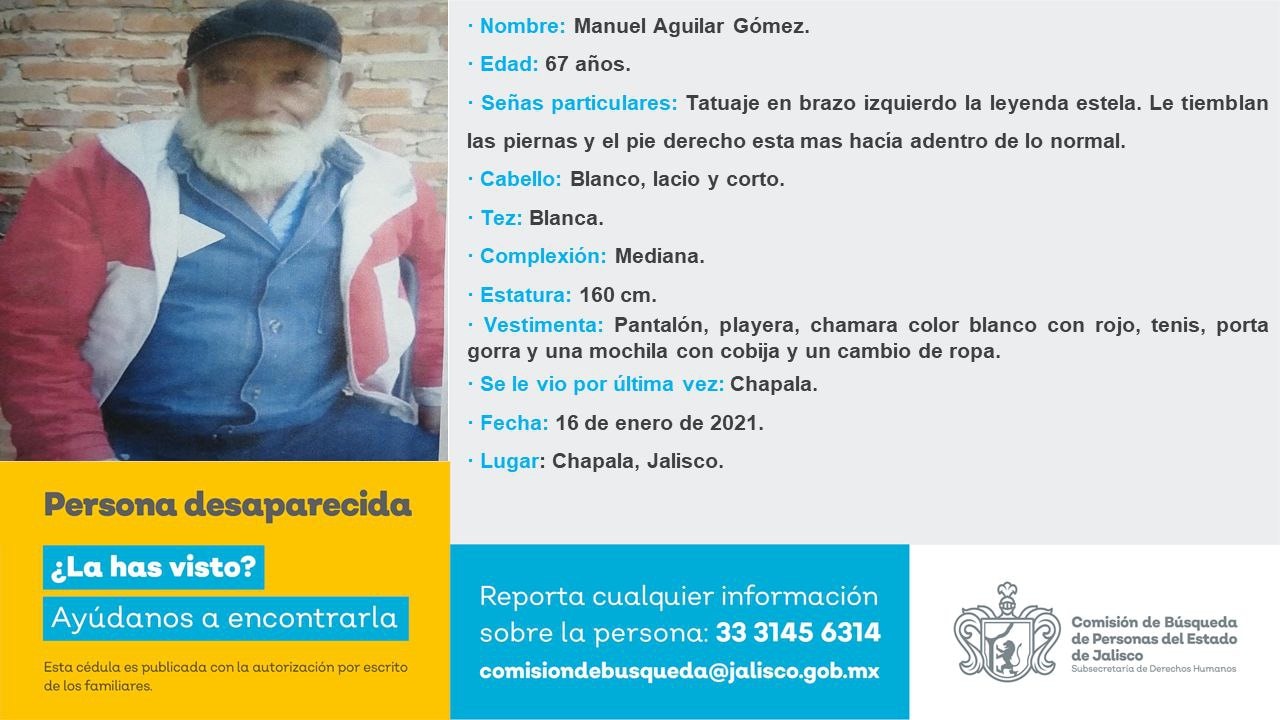 · Nombre: Manuel Aguilar Gómez.
· Edad: 67 años.
· Señas particulares: Tatuaje en brazo izquierdo la leyenda estela. Le tiemblan
las piernas y el pie derecho esta mas hacía adentro de lo normal.
· Cabello: Blanco, lacio y corto.
· Tez: Blanca.
· Complexión: Mediana.
· Estatura: 160 cm.
· Vestimenta: Pantalón, playera, chamara color blanco con rojo, tenis, porta
gorra y una mochila con cobija y un cambio de ropa.
· Se le vio por última vez: Chapala.
· Fecha: 16 de enero de 2021.
· Lugar: Chapala, Jalisco.
Persona desaparecida
¿La has visto?
Ayúdanos a encontrarla
Esta cédula es publicada con la autorización por escrito
de los familiares.
Reporta cualquier información
sobre la persona: 33 3145 6314
comisiondebusqueda@jalisco.gob.mx
Comisión de Búsqueda
de Personas del Estado
de Jalisco
Subsecretaría de Derechos Humanos